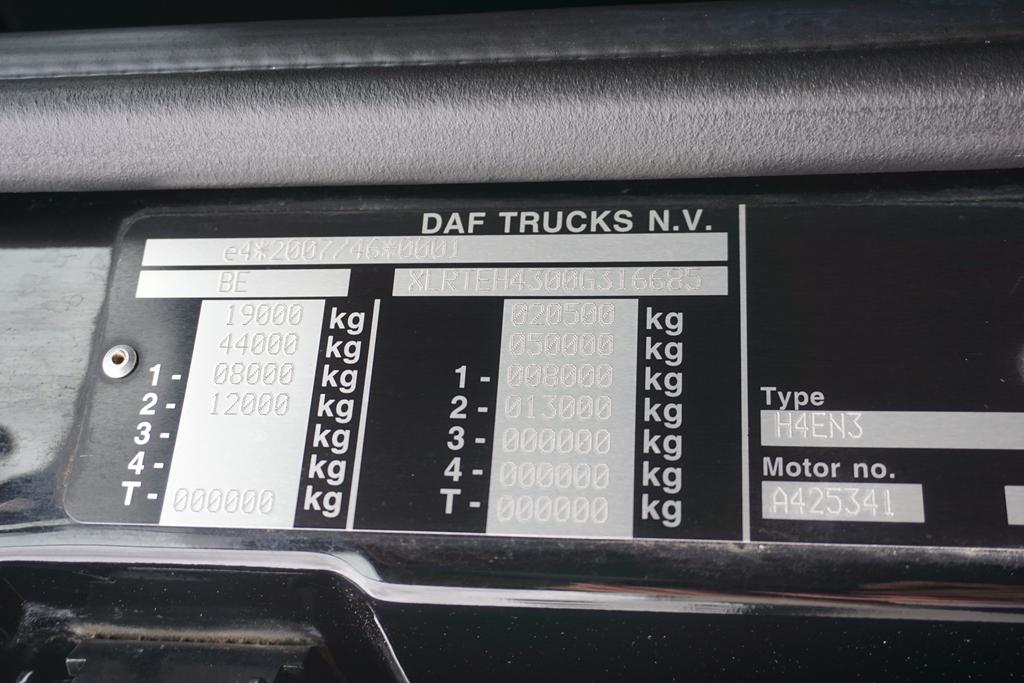 DAF TRUCKS N.V.
e4*2007/46*0001
BE XLRTEH4300G316685
19000 kg 020500 kg
44000 kg 050000 kg
1- 08000 kg 1- 008000 kg
2- 12000 kg 2- 013000 kg
3- kg 3- 000000 kg
4- kg 4- 000000 kg
T- 000000 kg T- 000000 kg
Type
H4EN3
Motor no.
A425341